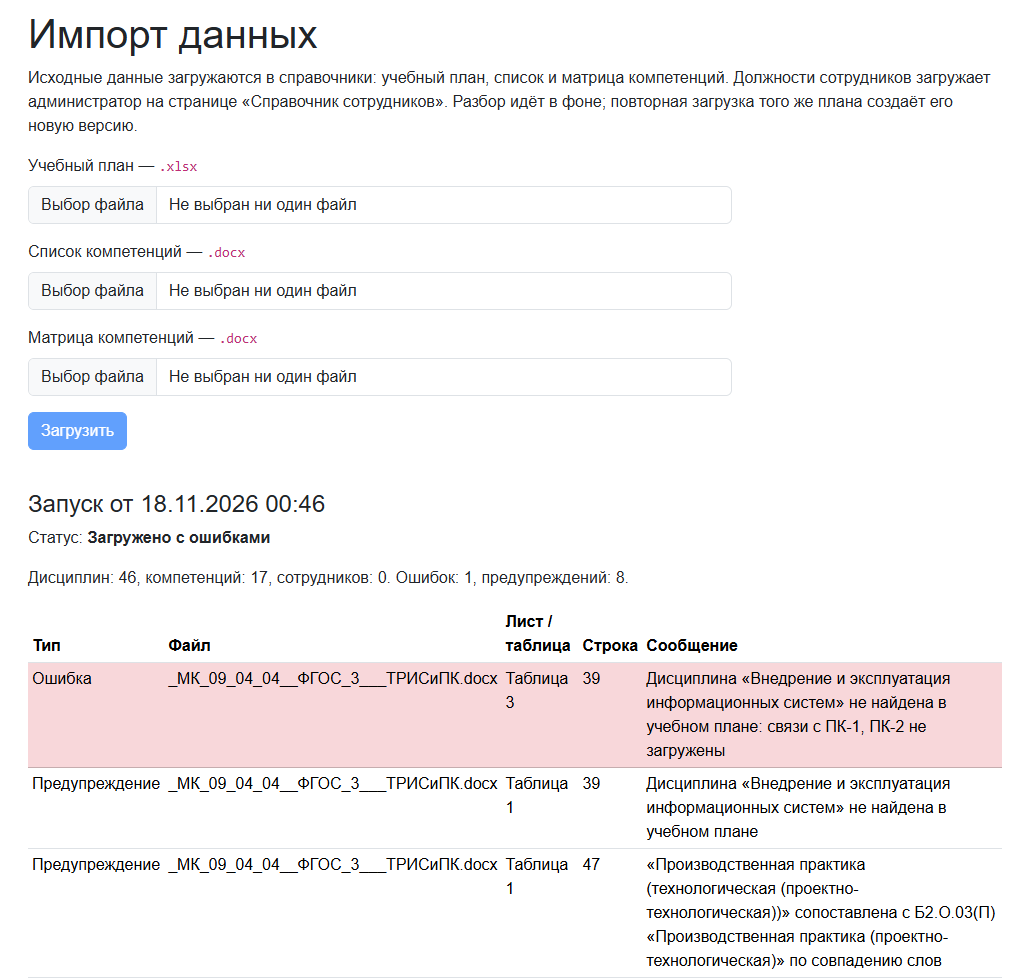 Импорт данных
Исходные данные загружаются в справочники: учебный план, список и матрица компетенций. Должности сотрудников загружает
администратор на странице «Справочник сотрудников». Разбор идёт в фоне; повторная загрузка того же плана создаёт его
новую версию.
Учебный план — .xlsx
Выбор файла Не выбран ни один файл
Список компетенций — .docx
Выбор файла Не выбран ни один файл
Матрица компетенций — .docx
Выбор файла Не выбран ни один файл
Загрузить
Запуск от 18.11.2026 00:46
Статус: Загружено с ошибками
Дисциплин: 46, компетенций: 17, сотрудников: 0. Ошибок: 1, предупреждений: 8.
Лист /
Тип Файл таблица Строка Сообщение
Ошибка _МК_09_04_04__ФГОС_3___ТРИСиПК.docx Таблица 39 Дисциплина «Внедрение и эксплуатация
3 информационных систем» не найдена в
учебном плане: связи с ПК-1, ПК-2 не
загружены
Предупреждение _МК_09_04_04__ФГОС_3___ТРИСиПК.docx Таблица 39 Дисциплина «Внедрение и эксплуатация
1 информационных систем» не найдена в
учебном плане
Предупреждение _МК_09_04_04__ФГОС_3___ТРИСиПК.docx Таблица 47 «Производственная практика
1 (технологическая (проектно-
технологическая))» сопоставлена с Б2.О.03(П)
«Производственная практика (проектно-
технологическая)» по совпадению слов